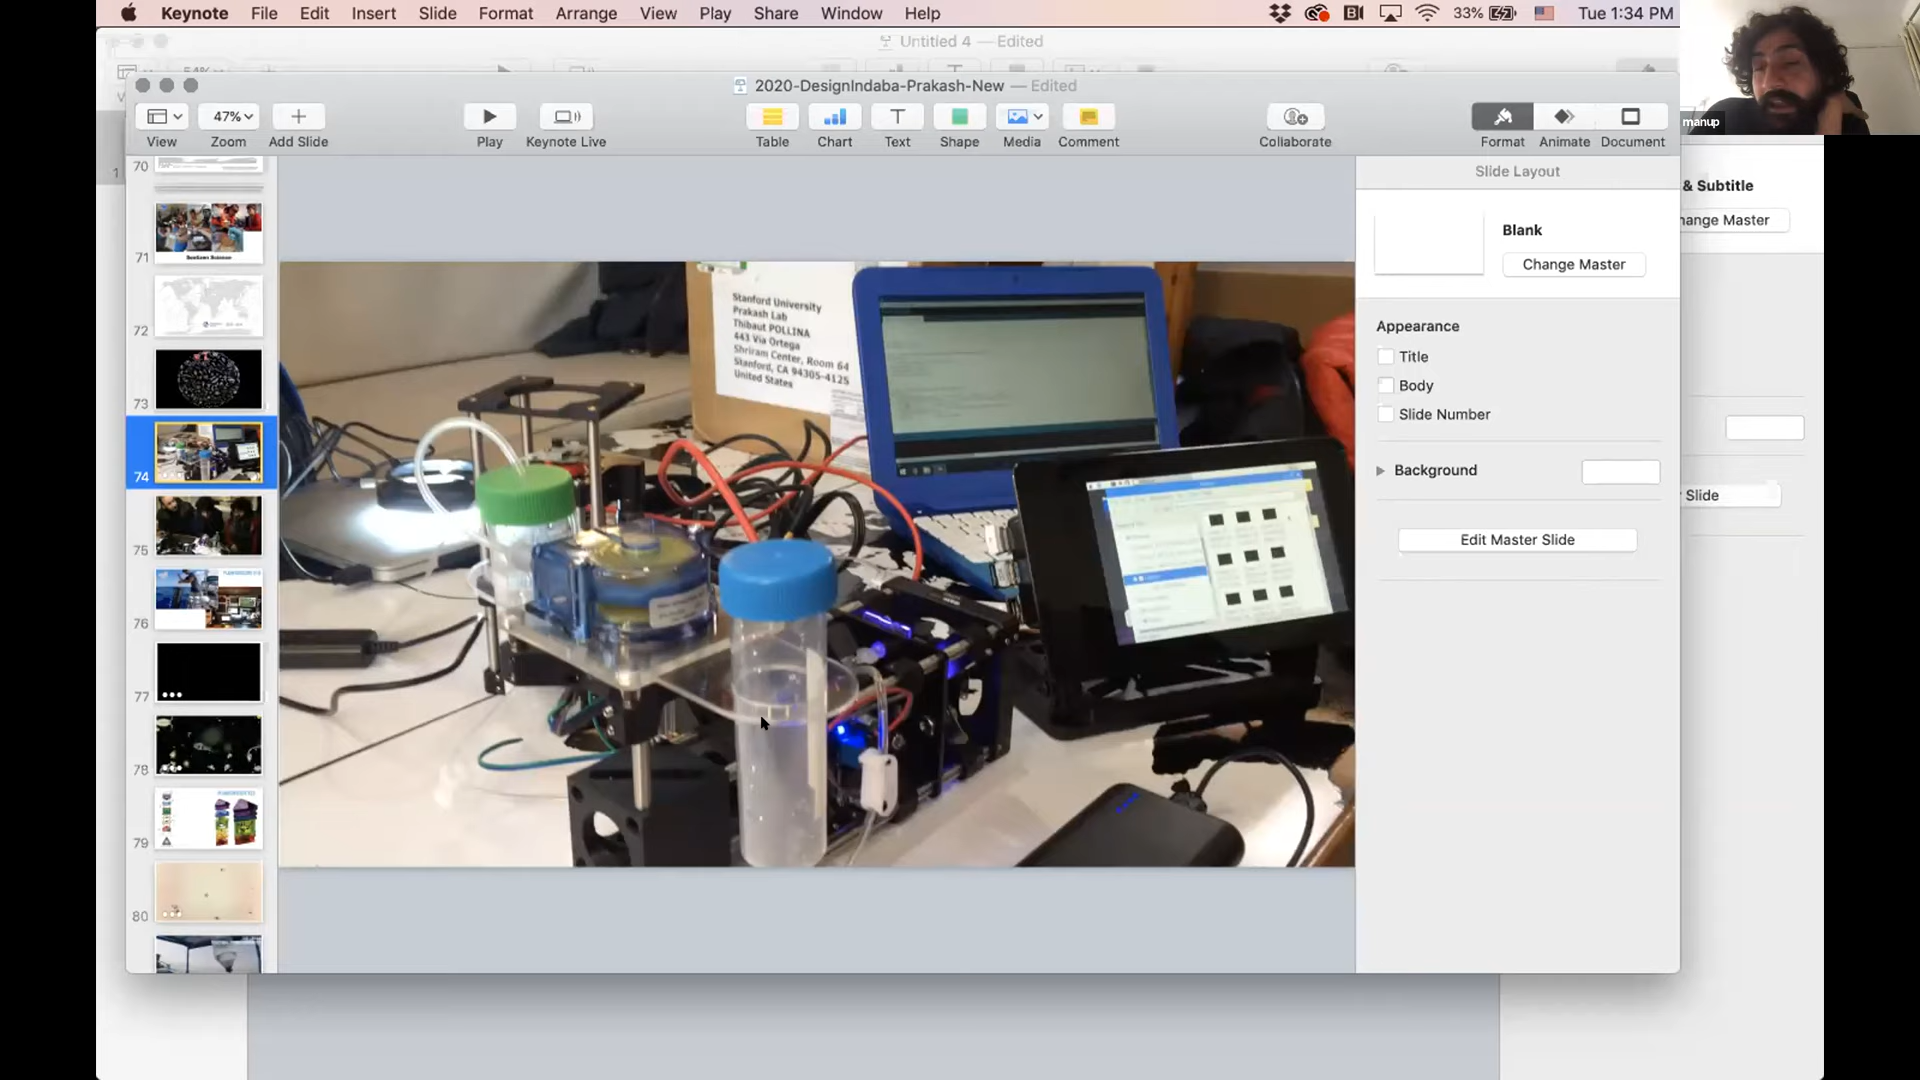 Keynote File Edit Insert Slide Format Arrange View Play Share Window Help
33% Tue 1:34 PM
manup
Untitled 4 — Edited
2020-DesignIndaba-Prakash-New — Edited
47%
View Zoom Add Slide Play Keynote Live Table Chart Text Shape Media Comment Collaborate Format Animate Document
1
70
71
72
73
74
75
76
77
78
79
80
Stanford University
Prakash Lab
Thibaut POLLINA
443 Via Ortega
Shriram Center, Room 64
Stanford, CA 94305-4125
United States
Slide Layout
Blank
Change Master
Appearance
Title
Body
Slide Number
Background
Edit Master Slide
& Subtitle
hange Master
Slide